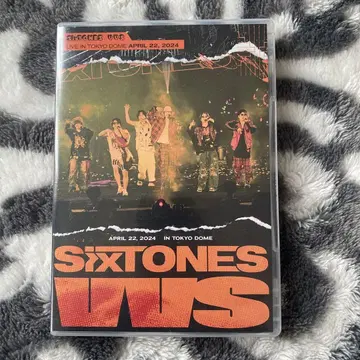 SixTONES VVS
LIVE IN TOKYO DOME APRIL 22, 2024
APRIL 22, 2024 IN TOKYO DOME
SixTONES
VVS